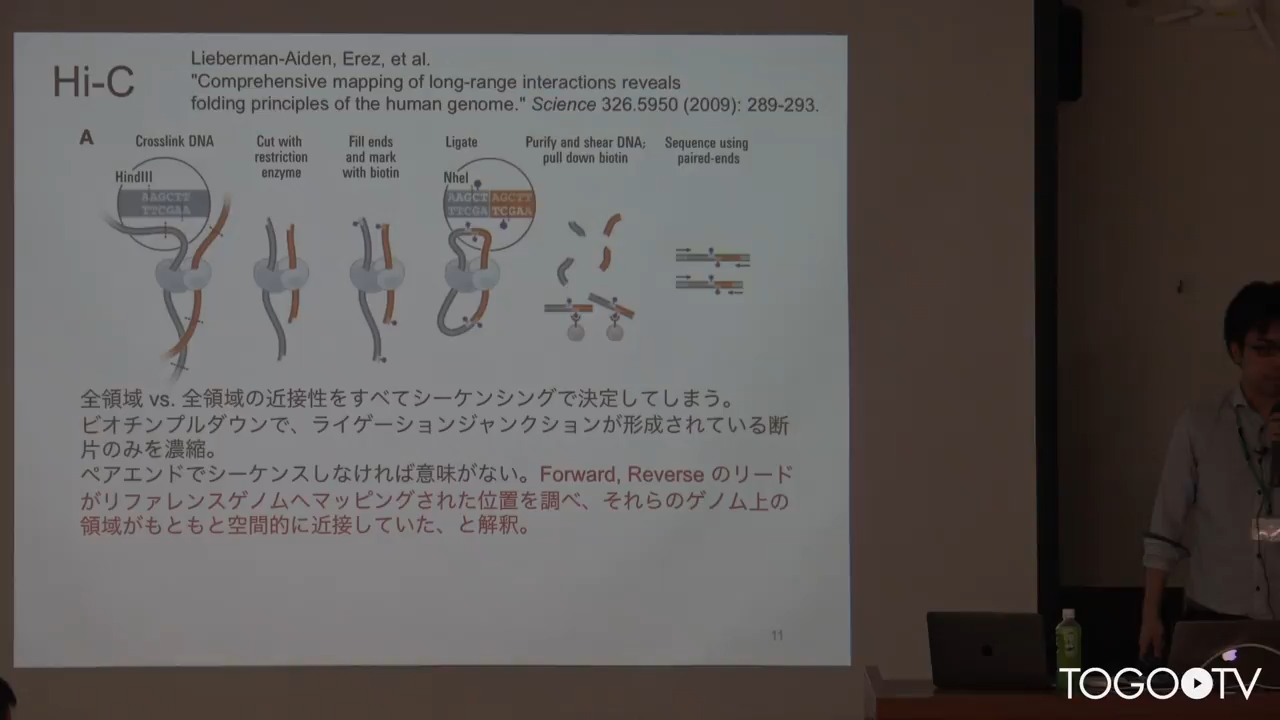 Hi-C
Lieberman-Aiden, Erez, et al.
"Comprehensive mapping of long-range interactions reveals
folding principles of the human genome." Science 326.5950 (2009): 289-293.
A
Crosslink DNA
Cut with
restriction
enzyme
Fill ends
and mark
with biotin
Ligate
Purify and shear DNA;
pull down biotin
Sequence using
paired-ends
HindIII
AAGCTT
TTCGAA
NheI
AAGCT AGCTT
TTCGA TCGAA
全領域 vs. 全領域の近接性をすべてシーケンシングで決定してしまう。
ビオチンプルダウンで、ライゲーションジャンクションが形成されている断
片のみを濃縮。
ペアエンドでシーケンスしなければ意味がない。Forward, Reverse のリード
がリファレンスゲノムへマッピングされた位置を調べ、それらのゲノム上の
領域がもともと空間的に近接していた、と解釈。
11
TOGO TV